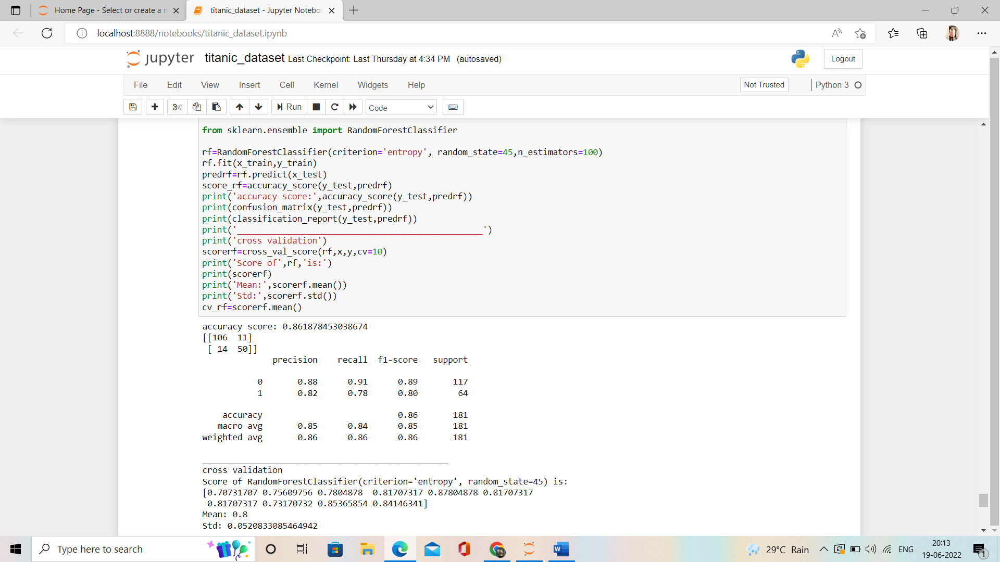 Home Page - Select or create a n
titanic_dataset - Jupyter Notebo
localhost:8888/notebooks/titanic_dataset.ipynb
jupyter titanic_dataset Last Checkpoint: Last Thursday at 4:34 PM (autosaved)
Logout
File Edit View Insert Cell Kernel Widgets Help
Not Trusted
Python 3
Run
Code
from sklearn.ensemble import RandomForestClassifier
rf=RandomForestClassifier(criterion='entropy', random_state=45,n_estimators=100)
rf.fit(x_train,y_train)
predrf=rf.predict(x_test)
score_rf=accuracy_score(y_test,predrf)
print('accuracy score:',accuracy_score(y_test,predrf))
print(confusion_matrix(y_test,predrf))
print(classification_report(y_test,predrf))
print('_________________________________________________')
print('cross validation')
scorerf=cross_val_score(rf,x,y,cv=10)
print('Score of',rf,'is:')
print(scorerf)
print('Mean:',scorerf.mean())
print('Std:',scorerf.std())
cv_rf=scorerf.mean()
accuracy score: 0.861878453038674
[[106  11]
 [ 14  50]]
precision recall f1-score support
0 0.88 0.91 0.89 117
1 0.82 0.78 0.80 64
accuracy 0.86 181
macro avg 0.85 0.84 0.85 181
weighted avg 0.86 0.86 0.86 181
_________________________________________________
cross validation
Score of RandomForestClassifier(criterion='entropy', random_state=45) is:
[0.70731707 0.75609756 0.7804878  0.81707317 0.87804878 0.81707317
 0.81707317 0.73170732 0.85365854 0.84146341]
Mean: 0.8
Std: 0.0520833085464942
Type here to search
29°C Rain
ENG
20:13
19-06-2022
1